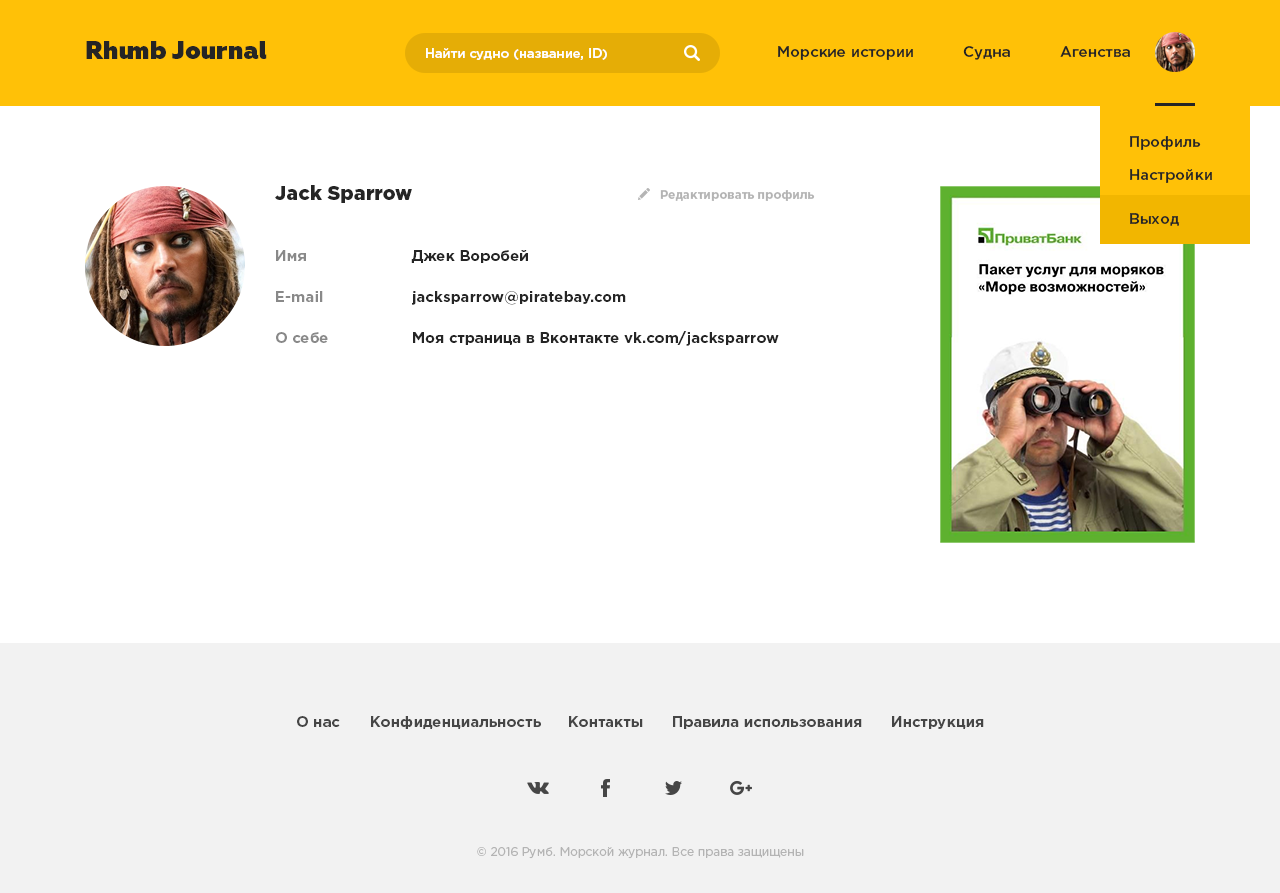 Rhumb Journal
Найти судно (название, ID)
Морские истории
Судна
Агенства
Профиль
Настройки
Выход
Jack Sparrow
Редактировать профиль
Имя
Джек Воробей
E-mail
jacksparrow@piratebay.com
О себе
Моя страница в Вконтакте vk.com/jacksparrow
ПриватБанк
Пакет услуг для моряков
«Море возможностей»
О нас
Конфиденциальность
Контакты
Правила использования
Инструкция
© 2016 Румб. Морской журнал. Все права защищены